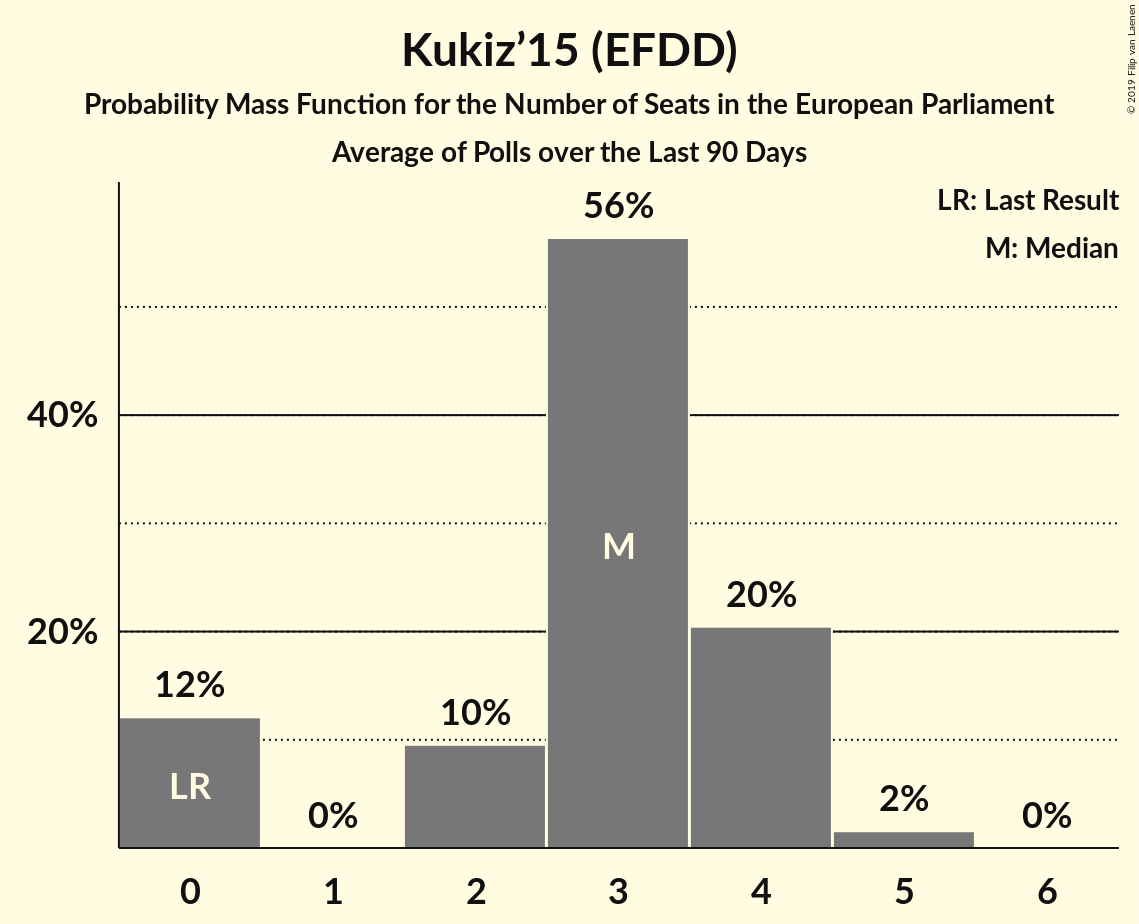 Kukiz’15 (EFDD)
Probability Mass Function for the Number of Seats in the European Parliament
Average of Polls over the Last 90 Days
© 2019 Filip van Laenen
LR: Last Result
M: Median
56%
40%
M
20%
20%
12%
10%
LR
0%
2%
0%
0 1 2 3 4 5 6